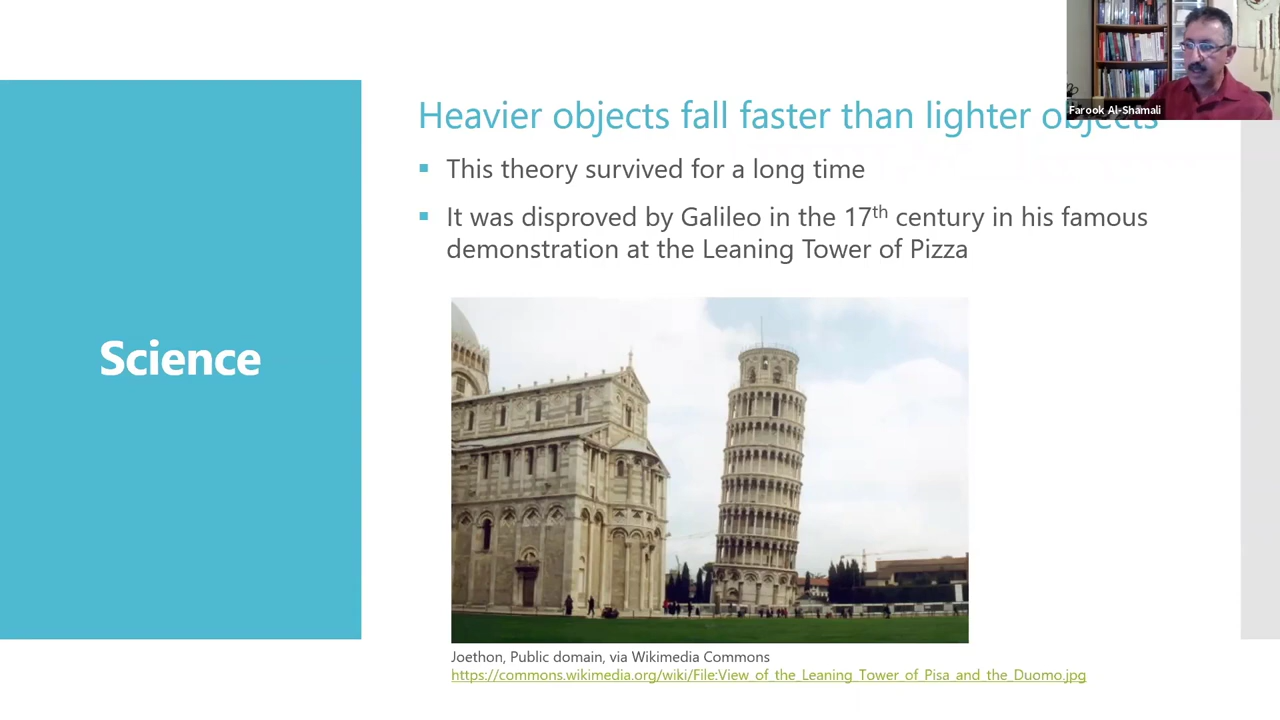 Heavier objects fall faster than lighter objects
Farook Al-Shamali
▪ This theory survived for a long time
▪ It was disproved by Galileo in the 17th century in his famous
demonstration at the Leaning Tower of Pizza
Science
Joethon, Public domain, via Wikimedia Commons
https://commons.wikimedia.org/wiki/File:View_of_the_Leaning_Tower_of_Pisa_and_the_Duomo.jpg